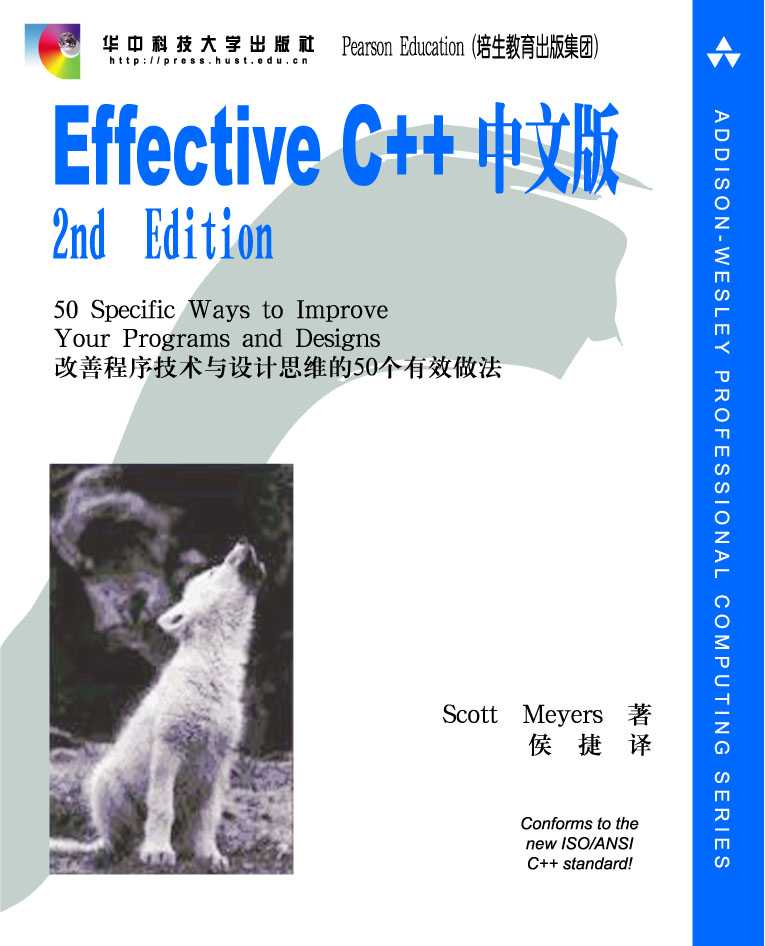 华中科技大学出版社
http://press.hust.edu.cn
Pearson Education (培生教育出版集团)
Effective C++ 中文版
2nd Edition
50 Specific Ways to Improve
Your Programs and Designs
改善程序技术与设计思维的50个有效做法
Scott Meyers 著
侯 捷 译
Conforms to the
new ISO/ANSI
C++ standard!
ADDISON-WESLEY PROFESSIONAL COMPUTING SERIES